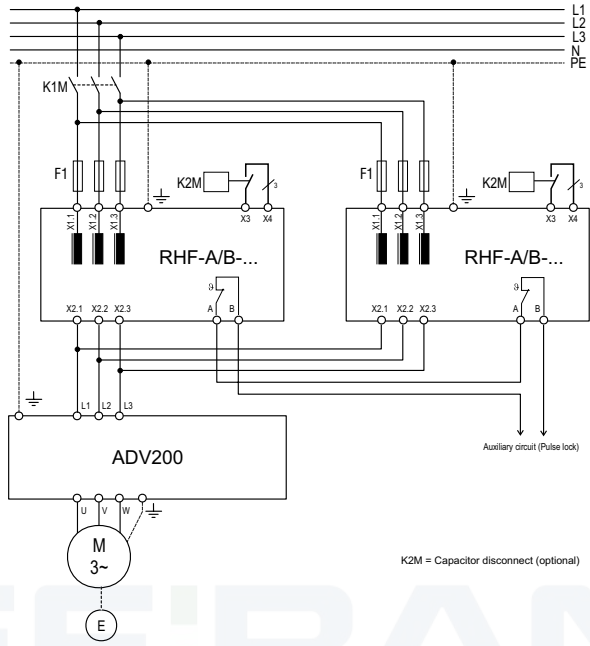 L1
L2
L3
N
PE
K1M
F1
K2M
3
F1
K2M
3
X1.1
X1.2
X1.3
X3
X4
X1.1
X1.2
X1.3
X3
X4
RHF-A/B-...
RHF-A/B-...
ϑ
ϑ
X2.1
X2.2
X2.3
A
B
X2.1
X2.2
X2.3
A
B
L1
L2
L3
Auxiliary circuit (Pulse lock)
ADV200
U
V
W
M
3~
K2M = Capacitor disconnect (optional)
E